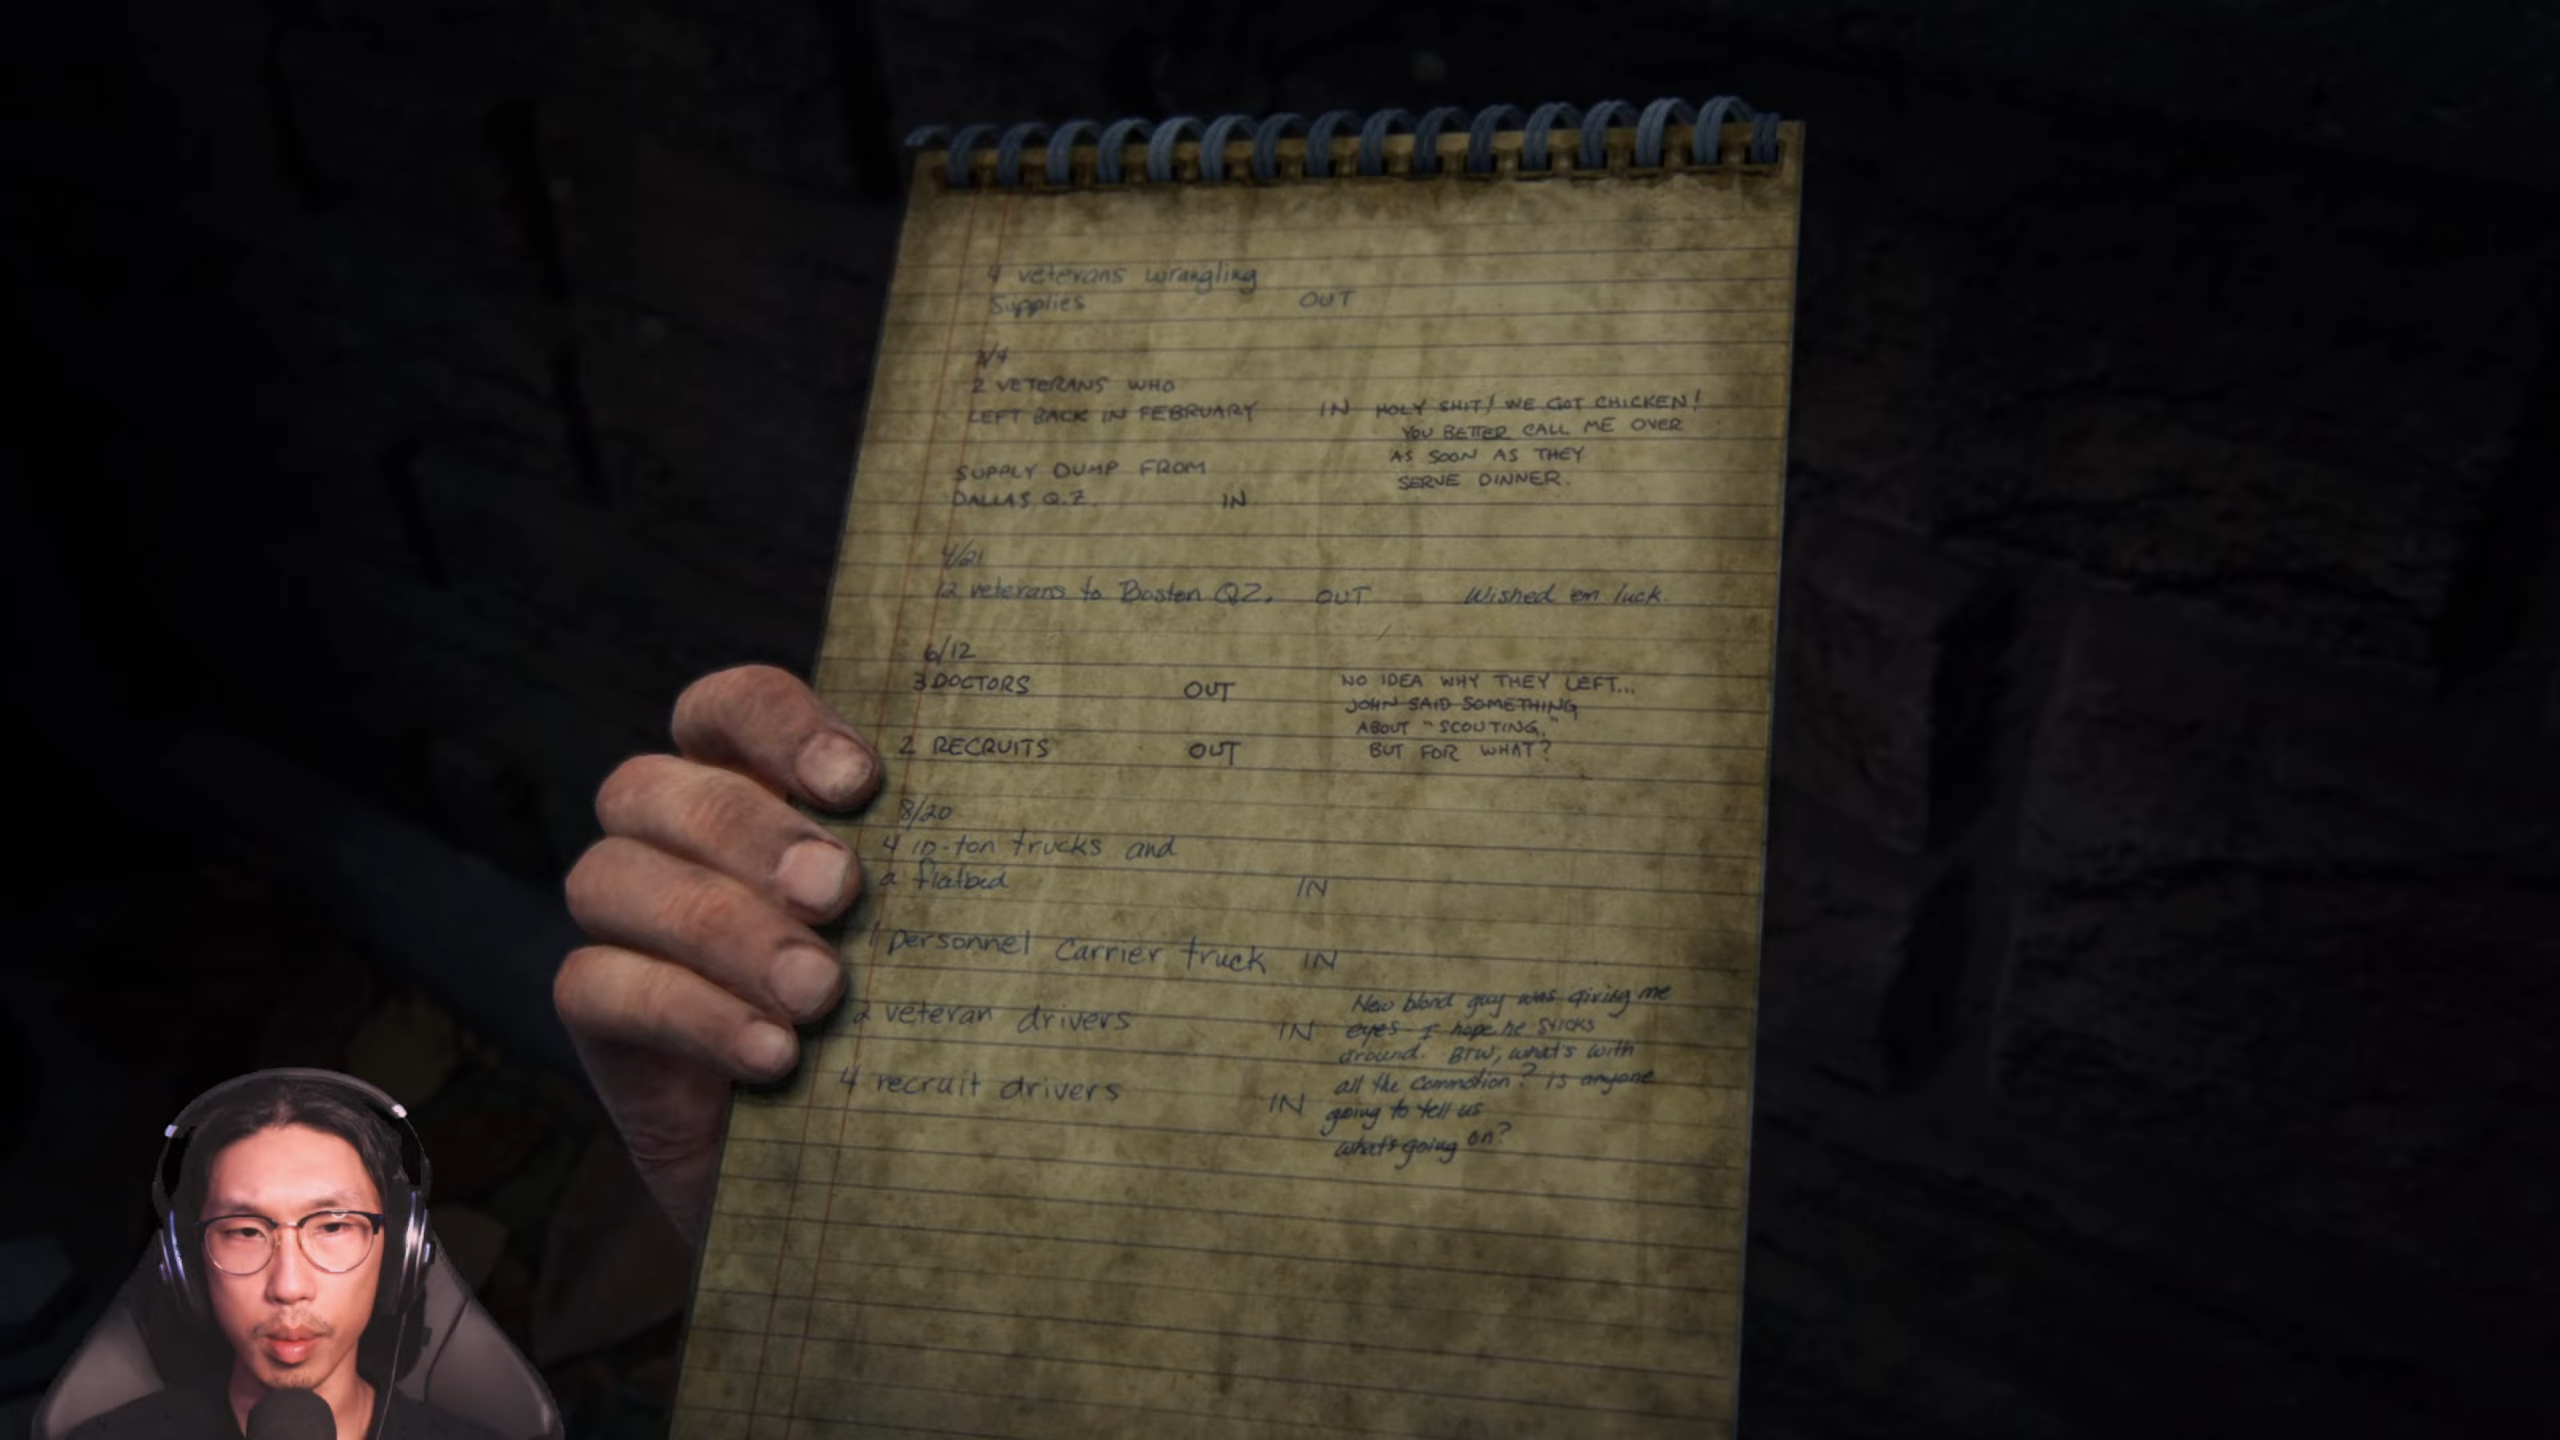 4 veterans wrangling
Supplies OUT
3/4
2 VETERANS WHO
LEFT BACK IN FEBRUARY IN HOLY SHIT! WE GOT CHICKEN!
YOU BETTER CALL ME OVER
AS SOON AS THEY
SERVE DINNER.
SUPPLY DUMP FROM
DALLAS Q.Z. IN
4/21
12 veterans to Boston QZ. OUT Wished 'em luck.
6/12
3 DOCTORS OUT NO IDEA WHY THEY LEFT...
JOHN SAID SOMETHING
ABOUT "SCOUTING."
BUT FOR WHAT?
2 RECRUITS OUT
8/20
4 10-ton trucks and
a flatbed IN
1 personnel carrier truck IN
2 veteran drivers IN
New blond guy was giving me
eyes I hope he sticks
around. BTW, what's with
all the commotion? Is anyone
going to tell us
what's going on?
4 recruit drivers IN